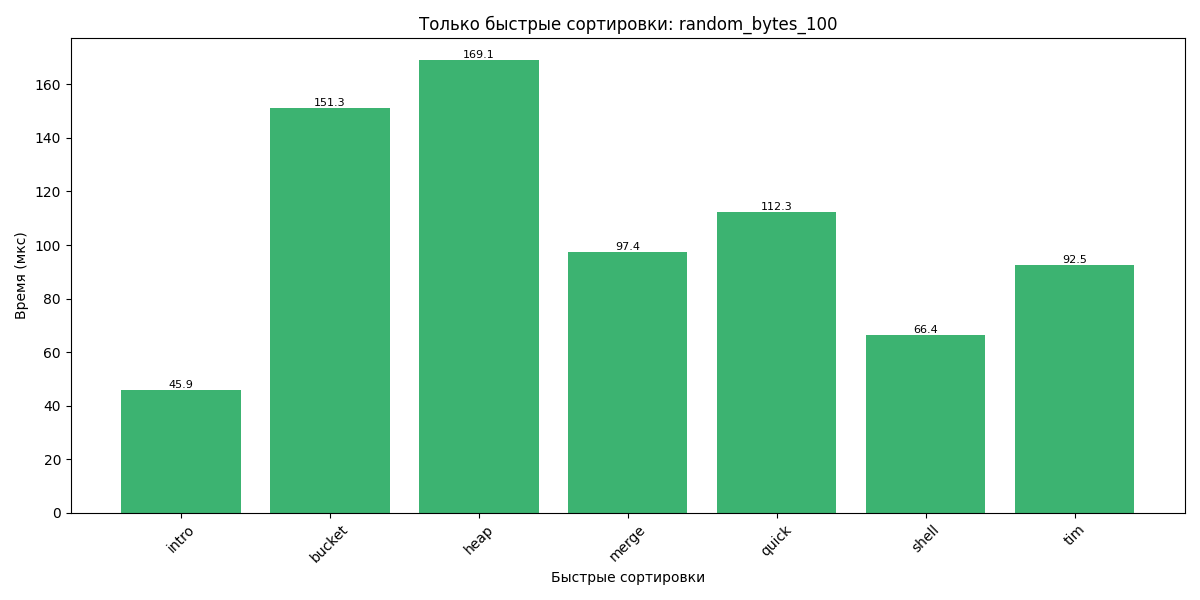 Только быстрые сортировки: random_bytes_100
Время (мкс)
160
140
120
100
80
60
40
20
0
45.9
151.3
169.1
97.4
112.3
66.4
92.5
intro
bucket
heap
merge
quick
shell
tim
Быстрые сортировки